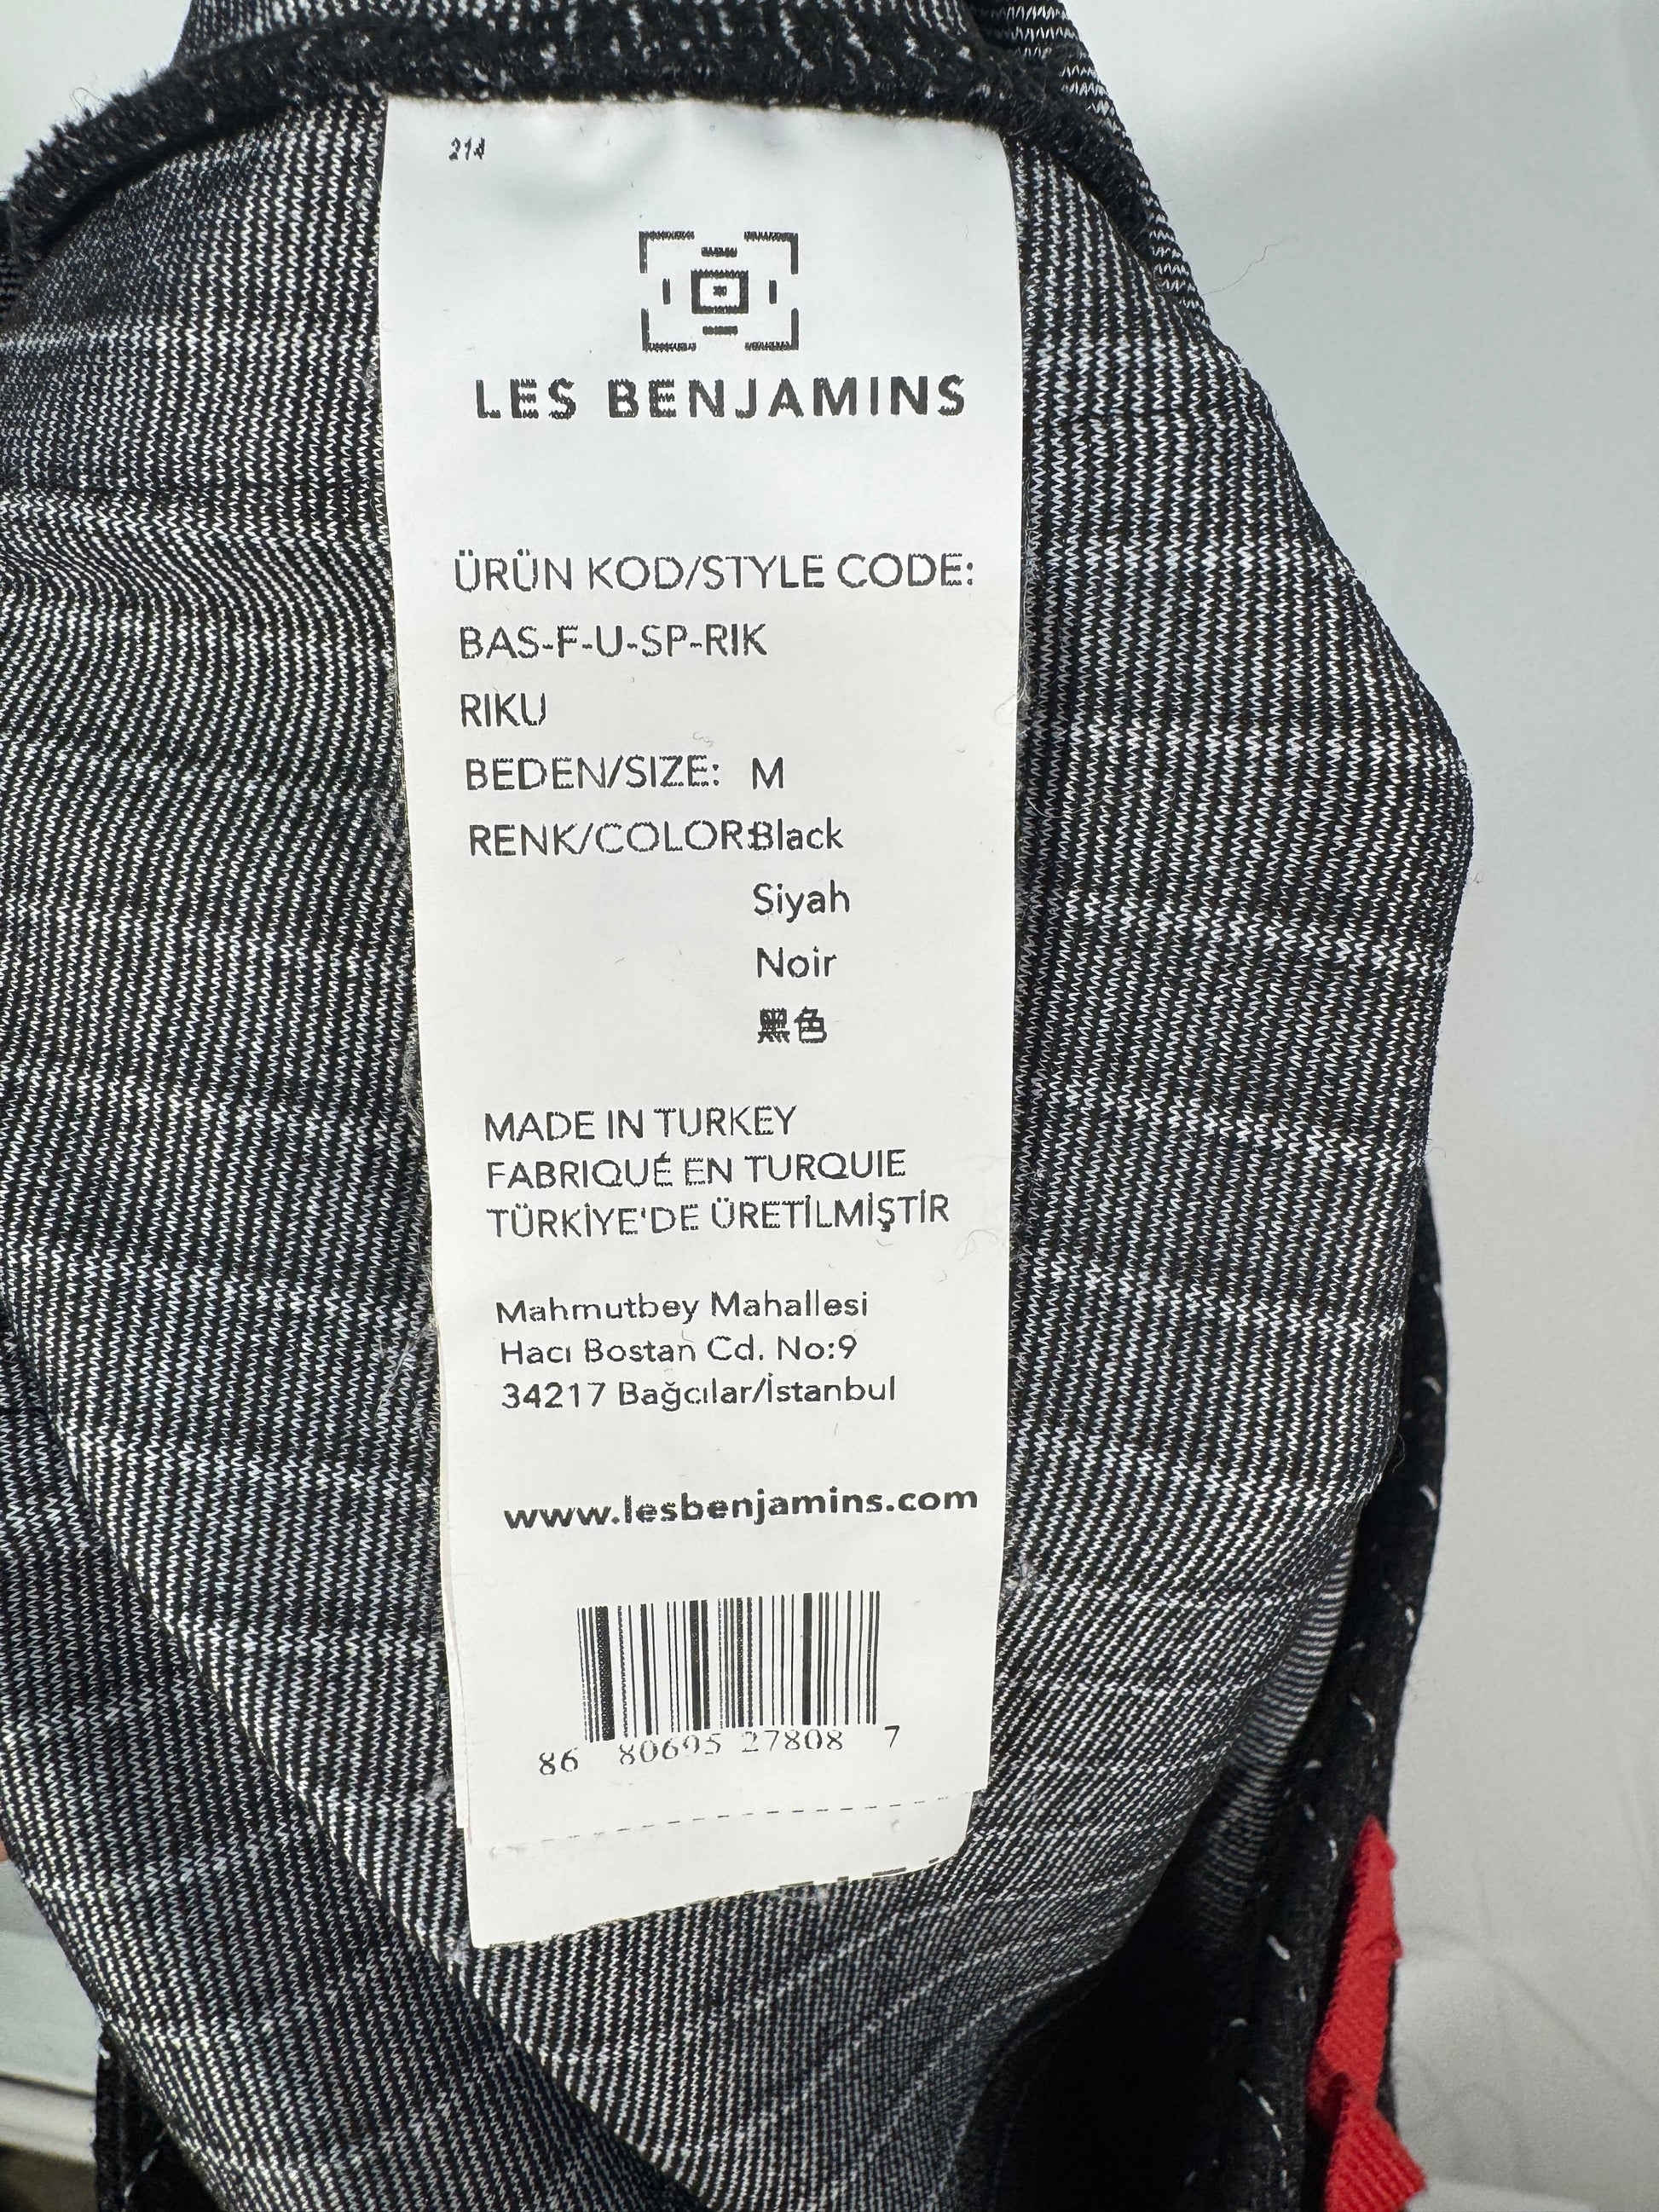 214
LES BENJAMINS
ÜRÜN KOD/STYLE CODE:
BAS-F-U-SP-RIK
RIKU
BEDEN/SIZE: M
RENK/COLOR:Black
Siyah
Noir
黑色
MADE IN TURKEY
FABRIQUÉ EN TURQUIE
TÜRKİYE'DE ÜRETİLMİŞTİR
Mahmutbey Mahallesi
Hacı Bostan Cd. No:9
34217 Bağcılar/İstanbul
www.lesbenjamins.com
86 80695 27808 7